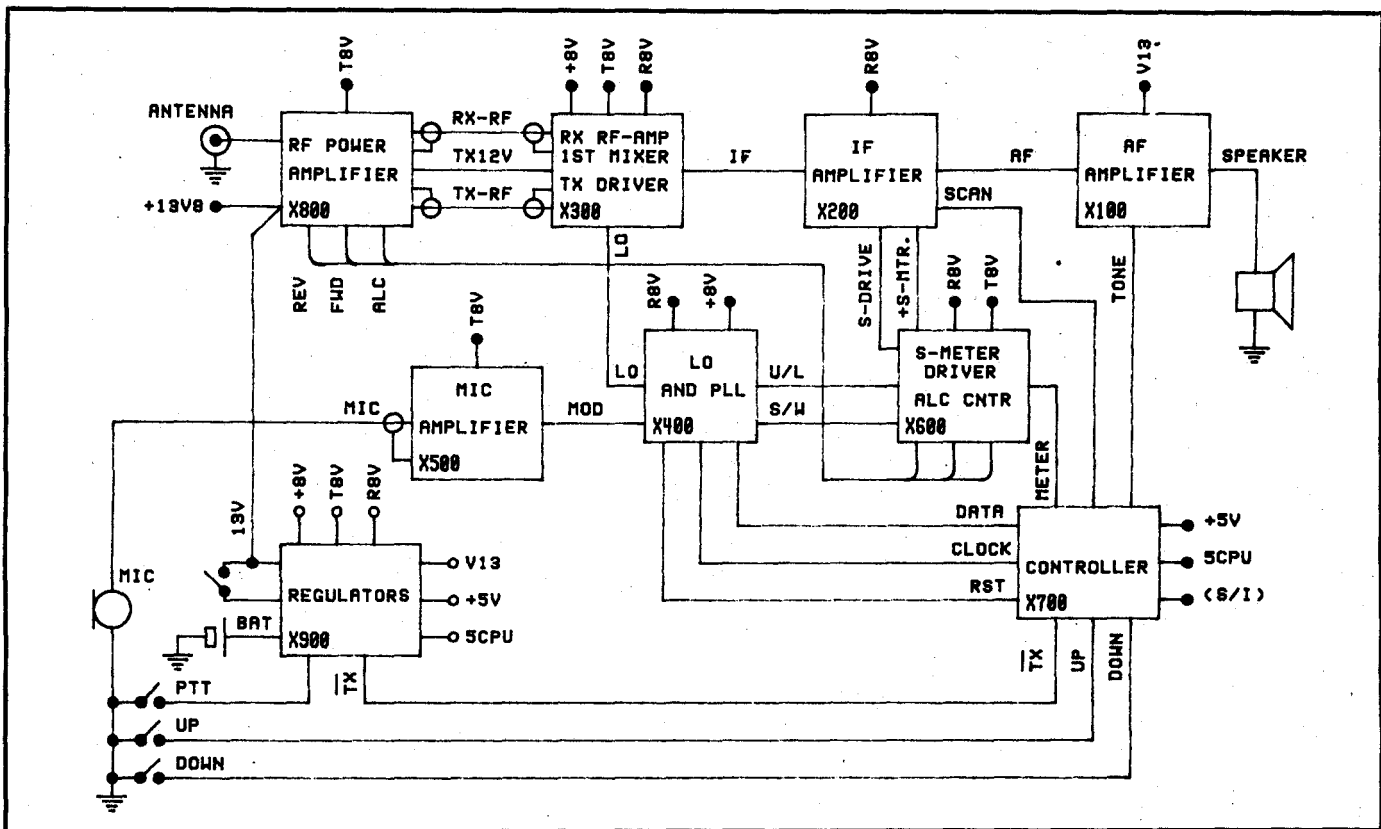 T8V
+8V
T8V
R8V
R8V
V13
ANTENNA
RF POWER
AMPLIFIER
X800
+13V8
RX-RF
TX12V
TX-RF
RX RF-AMP
1ST MIXER
TX DRIVER
X300
IF
IF
AMPLIFIER
X200
AF
SCAN
AF
AMPLIFIER
X100
SPEAKER
REV
FWD
ALC
LO
S-DRIVE
+S-MTR.
R8V
T8V
TONE
T8V
R8V
+8V
MIC
MIC
AMPLIFIER
X500
MOD
LO
LO
AND PLL
X400
U/L
S/W
S-METER
DRIVER
ALC CNTR
X600
METER
13V
+8V
T8V
R8V
MIC
REGULATORS
X900
BAT
V13
+5V
5CPU
DATA
CLOCK
RST
CONTROLLER
X700
+5V
5CPU
(S/I)
PTT
TX
TX
UP
DOWN
UP
DOWN